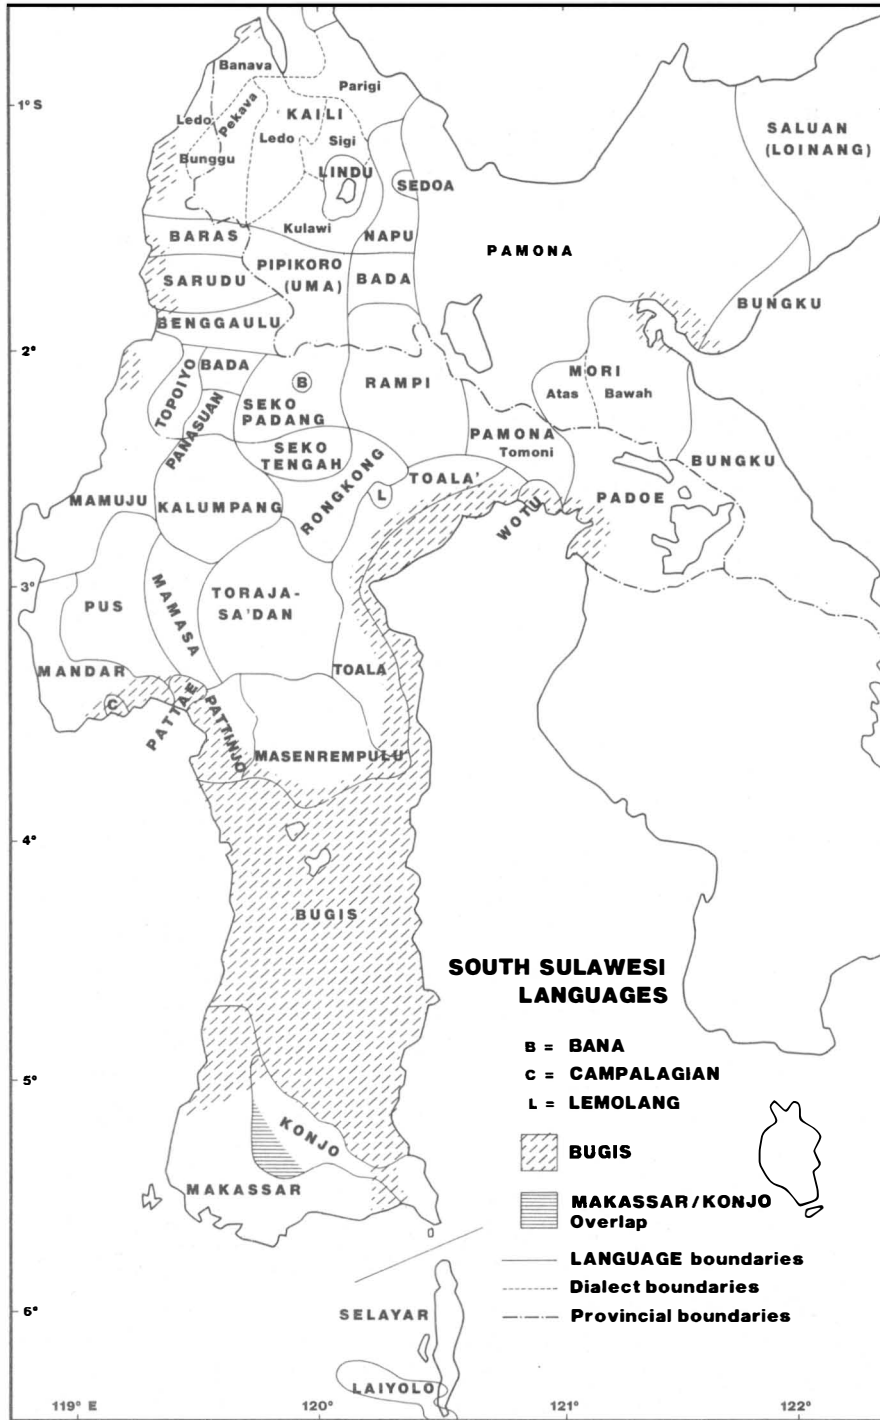 Banava
Parigi
1° S
KAILI
Ledo
Pekava
Ledo
Sigi
SALUAN
(LOINANG)
Bunggu
LINDU
SEDOA
Kulawi
BARAS
NAPU
PAMONA
PIPIKORO
(UMA)
SARUDU
BADA
BUNGKU
BENGGAULU
2°
BADA
TOPOIYO
B
RAMPI
MORI
Atas
Bawah
PANASUAN
SEKO
PADANG
PAMONA
Tomoni
SEKO
TENGAH
BUNGKU
RONGKONG
TOALA'
L
MAMUJU
KALUMPANG
WOTU
PADOE
3°
MAMASA
TORAJA-
SA'DAN
PUS
MANDAR
TOALA
C
PATTAE
PATTINJO
MASENREMPULU
4°
BUGIS
SOUTH SULAWESI
LANGUAGES
B = BANA
C = CAMPALAGIAN
L = LEMOLANG
5°
KONJO
BUGIS
MAKASSAR
MAKASSAR/KONJO
Overlap
LANGUAGE boundaries
Dialect boundaries
Provincial boundaries
6°
SELAYAR
LAIYOLO
119° E
120°
121°
122°